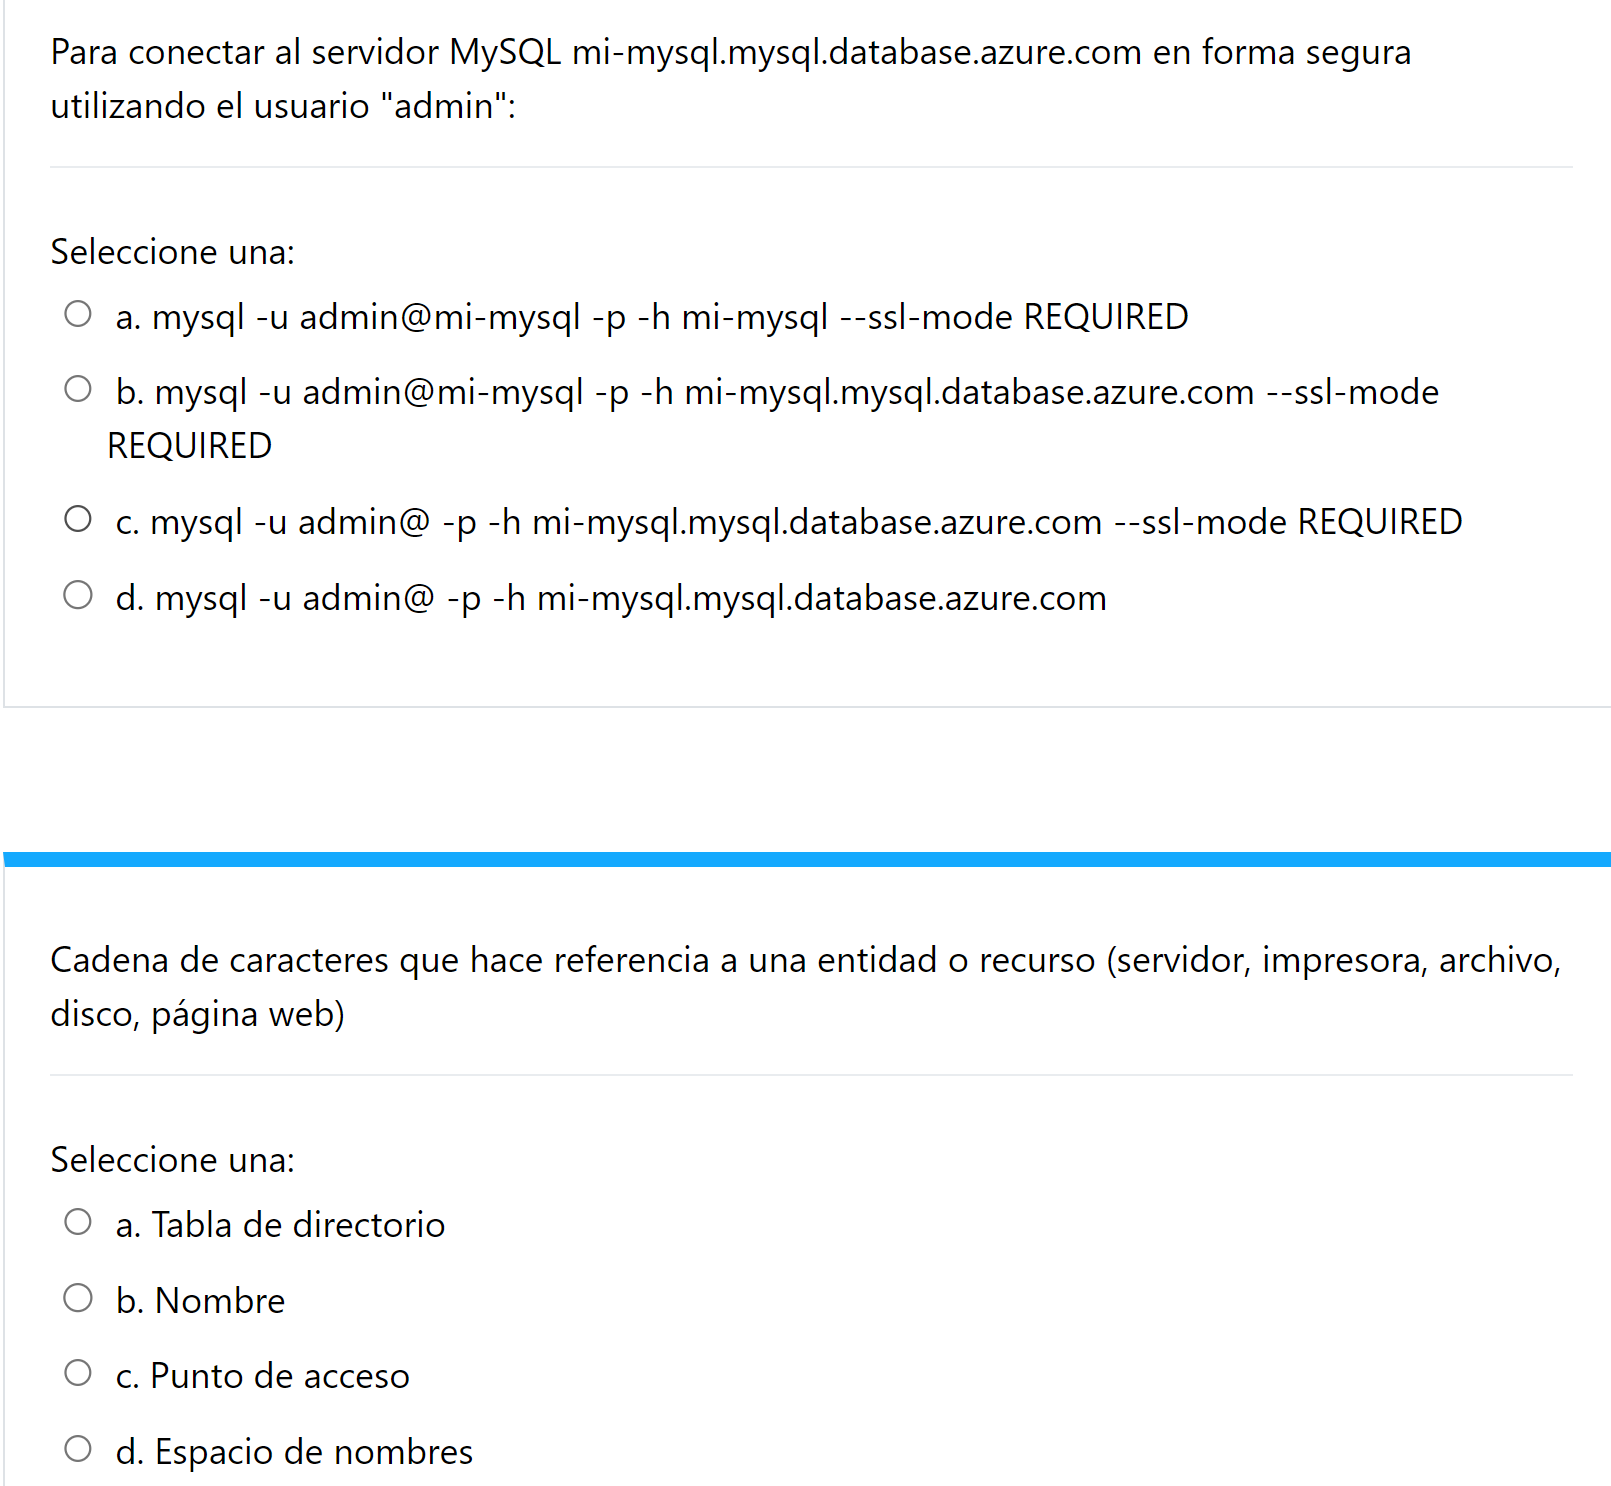 Para conectar al servidor MySQL mi-mysql.mysql.database.azure.com en forma segura
utilizando el usuario "admin":
Seleccione una:
a. mysql -u admin@mi-mysql -p -h mi-mysql --ssl-mode REQUIRED
b. mysql -u admin@mi-mysql -p -h mi-mysql.mysql.database.azure.com --ssl-mode
REQUIRED
c. mysql -u admin@ -p -h mi-mysql.mysql.database.azure.com --ssl-mode REQUIRED
d. mysql -u admin@ -p -h mi-mysql.mysql.database.azure.com
Cadena de caracteres que hace referencia a una entidad o recurso (servidor, impresora, archivo,
disco, página web)
Seleccione una:
a. Tabla de directorio
b. Nombre
c. Punto de acceso
d. Espacio de nombres